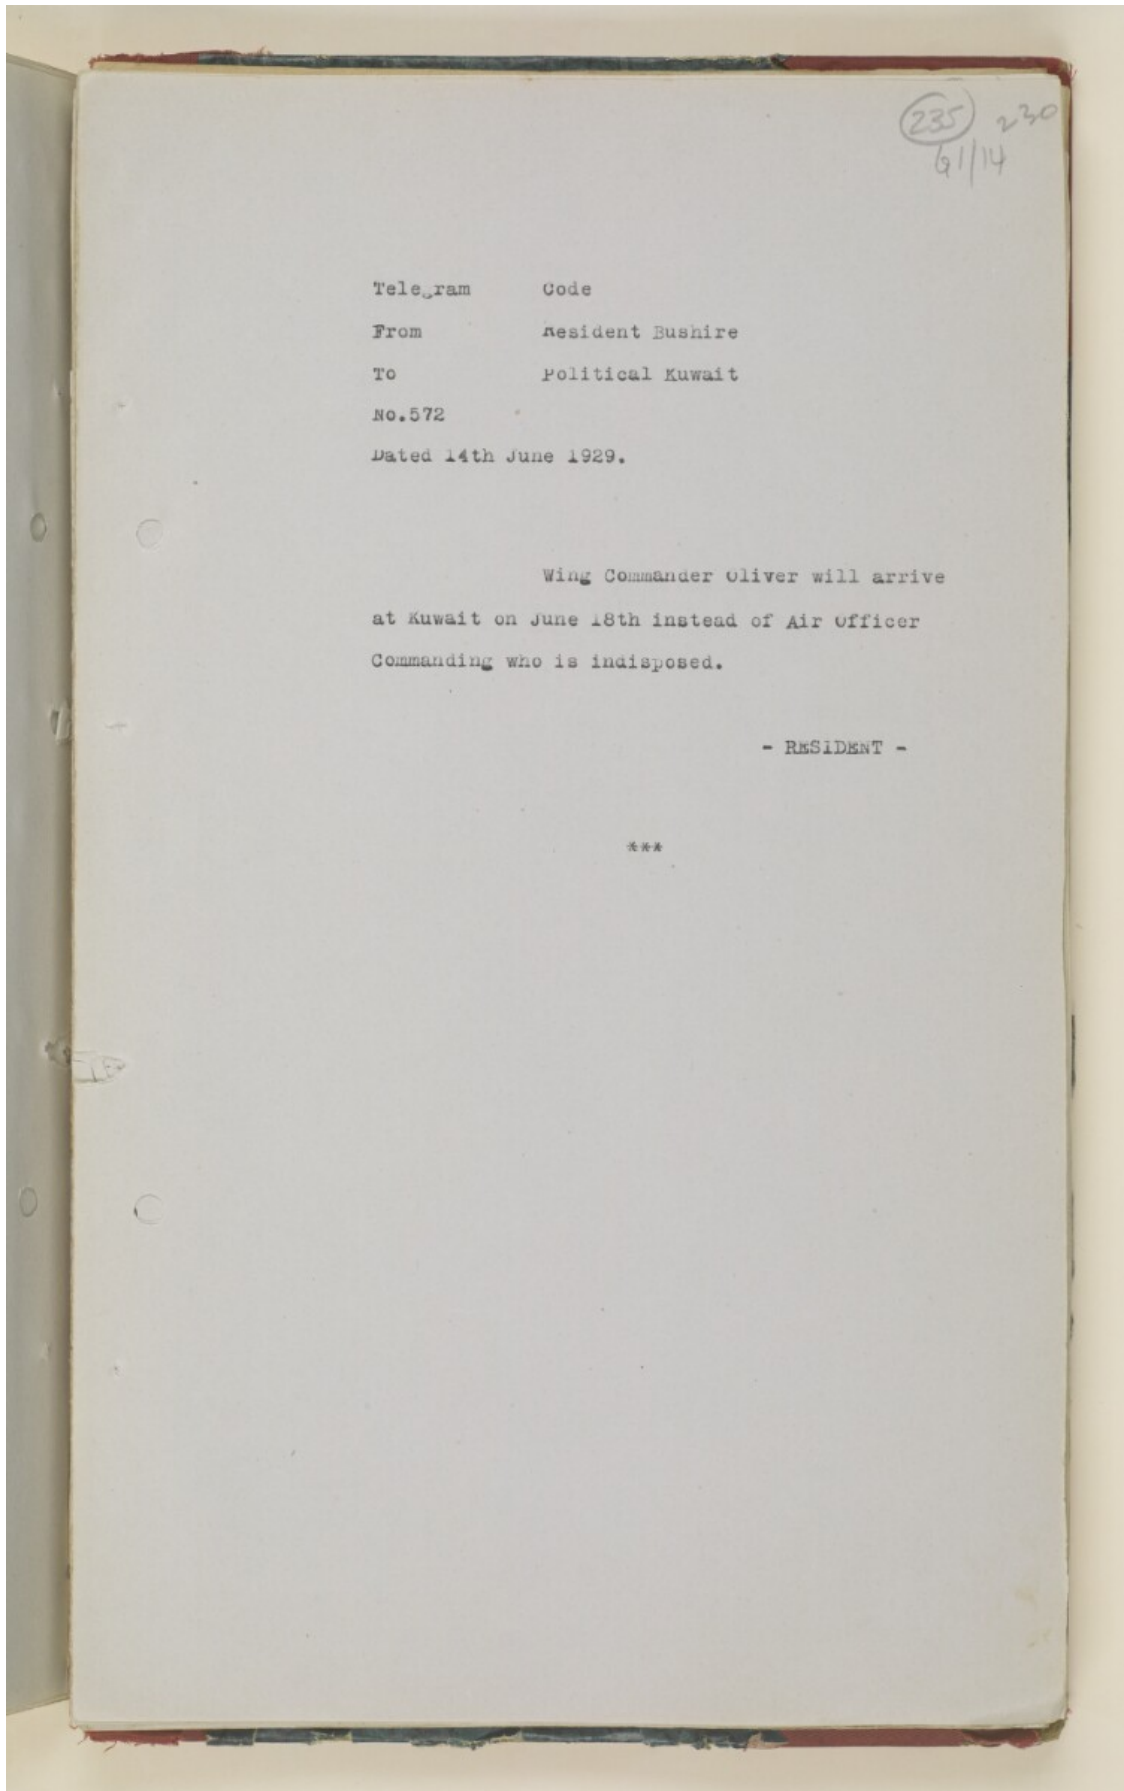 235 230
61/14
Telegram Code
From Resident Bushire
To Political Kuwait
No.572
Dated 14th June 1929.
Wing Commander Oliver will arrive
at Kuwait on June 18th instead of Air Officer
Commanding who is indisposed.
- RESIDENT -
***